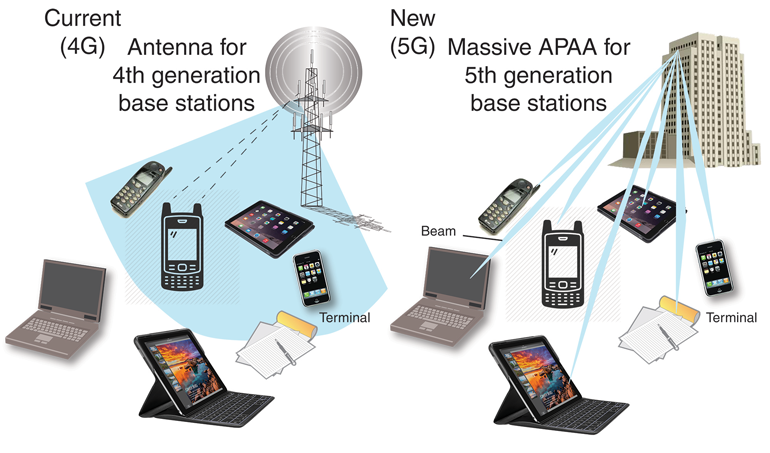 Current
(4G) Antenna for
4th generation
base stations
Terminal
New
(5G) Massive APAA for
5th generation
base stations
Beam
Terminal